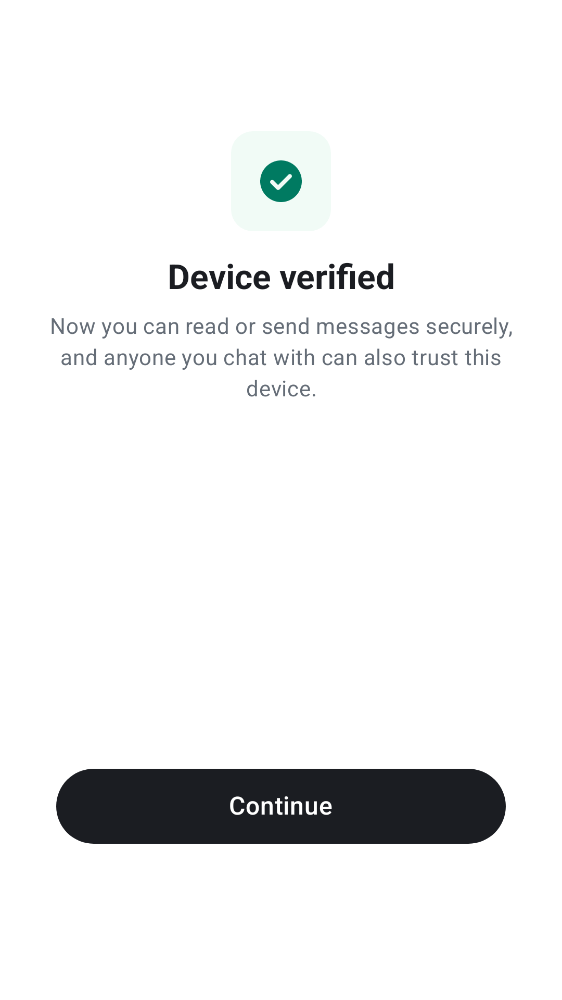 Device verified
Now you can read or send messages securely,
and anyone you chat with can also trust this
device.
Continue